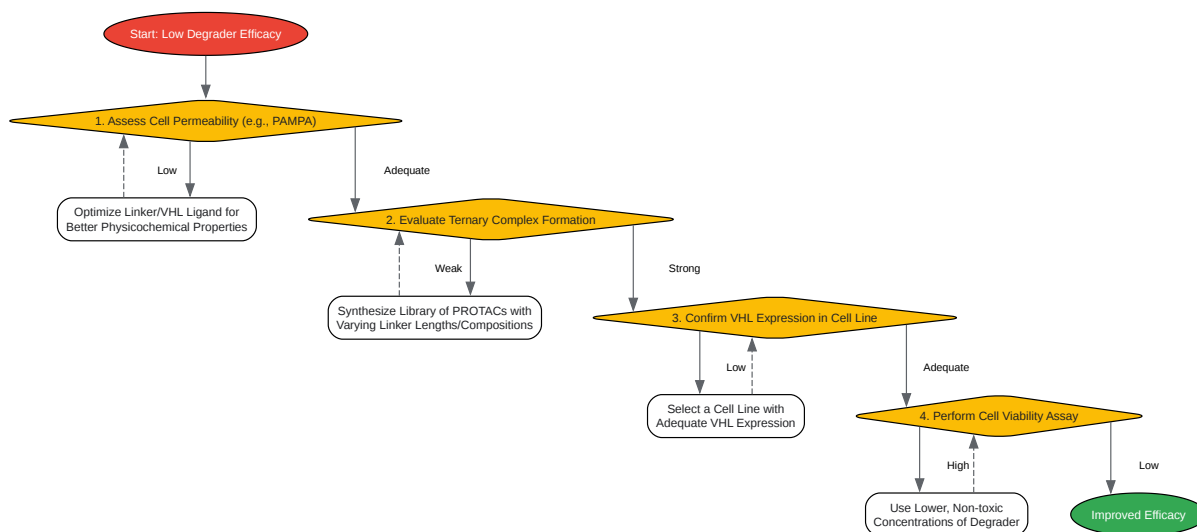 Start: Low Degrader Efficacy
1. Assess Cell Permeability (e.g., PAMPA)
Low
Adequate
Optimize Linker/VHL Ligand for
Better Physicochemical Properties
2. Evaluate Ternary Complex Formation
Weak
Strong
Synthesize Library of PROTACs with
Varying Linker Lengths/Compositions
3. Confirm VHL Expression in Cell Line
Low
Adequate
Select a Cell Line with
Adequate VHL Expression
4. Perform Cell Viability Assay
High
Low
Use Lower, Non-toxic
Concentrations of Degrader
Improved Efficacy